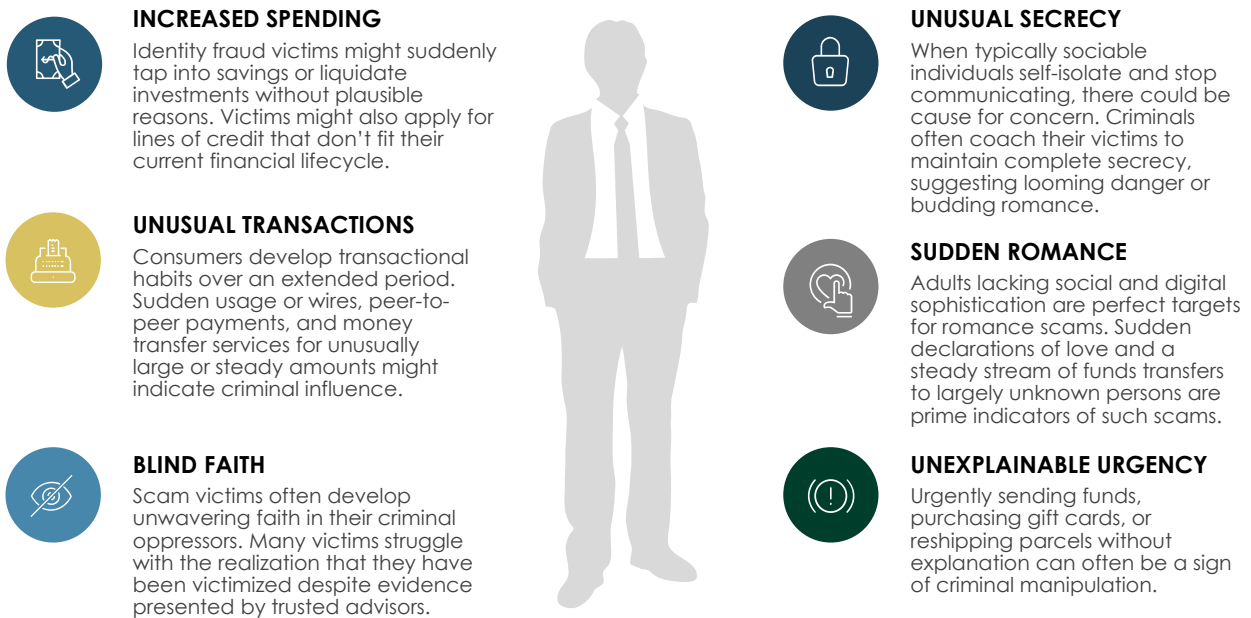 INCREASED SPENDING
Identity fraud victims might suddenly
tap into savings or liquidate
investments without plausible
reasons. Victims might also apply for
lines of credit that don’t fit their
current financial lifecycle.
UNUSUAL TRANSACTIONS
Consumers develop transactional
habits over an extended period.
Sudden usage or wires, peer-to-
peer payments, and money
transfer services for unusually
large or steady amounts might
indicate criminal influence.
BLIND FAITH
Scam victims often develop
unwavering faith in their criminal
oppressors. Many victims struggle
with the realization that they have
been victimized despite evidence
presented by trusted advisors.
UNUSUAL SECRECY
When typically sociable
individuals self-isolate and stop
communicating, there could be
cause for concern. Criminals
often coach their victims to
maintain complete secrecy,
suggesting looming danger or
budding romance.
SUDDEN ROMANCE
Adults lacking social and digital
sophistication are perfect targets
for romance scams. Sudden
declarations of love and a
steady stream of funds transfers
to largely unknown persons are
prime indicators of such scams.
UNEXPLAINABLE URGENCY
Urgently sending funds,
purchasing gift cards, or
reshipping parcels without
explanation can often be a sign
of criminal manipulation.